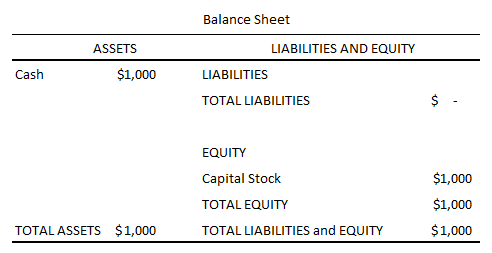 Balance Sheet
ASSETS LIABILITIES AND EQUITY
Cash $1,000 LIABILITIES
TOTAL LIABILITIES $ -
EQUITY
Capital Stock $1,000
TOTAL EQUITY $1,000
TOTAL ASSETS $1,000 TOTAL LIABILITIES and EQUITY $1,000